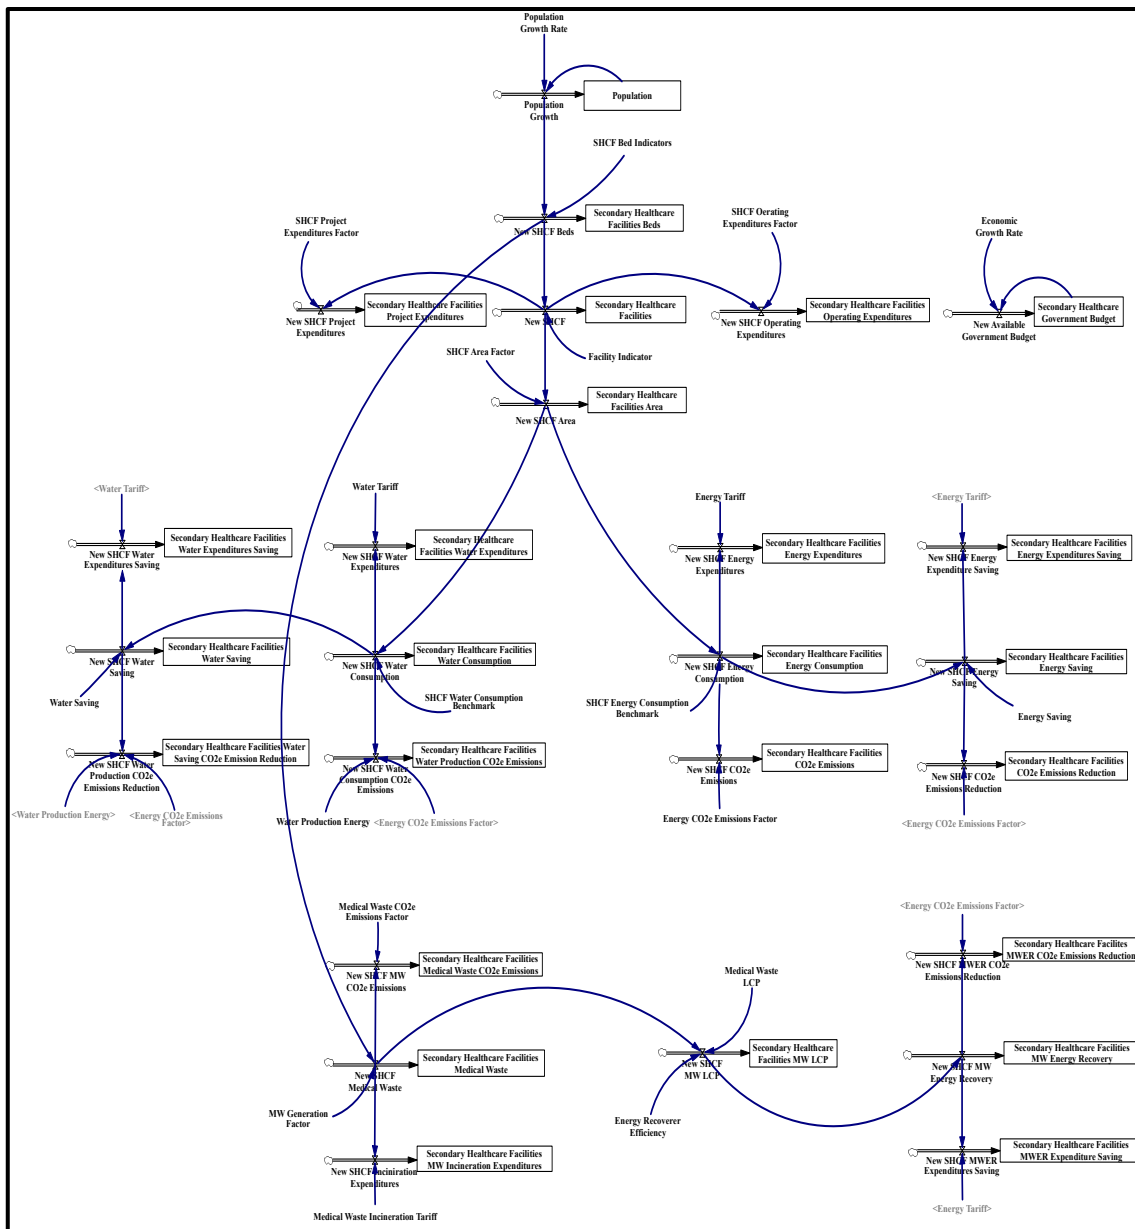 Population
Growth Rate
Population
Population
Growth
SHCF Bed Indicators
SHCF Project
Expenditures Factor
Secondary Healthcare
Facilities Beds
New SHCF Beds
SHCF Oerating
Expenditures Factor
Economic
Growth Rate
Secondary Healthcare Facilities
Project Expenditures
New SHCF Project
Expenditures
Secondary Healthcare
Facilities
New SHCF
Secondary Healthcare Facilities
Operating Expenditures
New SHCF Operating
Expenditures
Secondary Healthcare
Government Budget
New Available
Government Budget
SHCF Area Factor
Facility Indicator
Secondary Healthcare
Facilities Area
New SHCF Area
<Water Tariff>
Water Tariff
Energy Tariff
<Energy Tariff>
Secondary Healthcare Facilities
Water Expenditures Saving
New SHCF Water
Expenditures Saving
Secondary Healthcare
Facilities Water Expenditures
New SHCF Water
Expenditures
Secondary Healthcare Facilities
Energy Expenditures
New SHCF Energy
Expenditures
Secondary Healthcare Facilities
Energy Expenditures Saving
New SHCF Energy
Expenditure Saving
Secondary Healthcare Facilities
Water Saving
New SHCF Water
Saving
Secondary Healthcare Facilities
Water Consumption
New SHCF Water
Consumption
Secondary Healthcare Facilities
Energy Consumption
New SHCF Energy
Consumption
Secondary Healthcare Facilities
Energy Saving
New SHCF Energy
Saving
Water Saving
SHCF Water Consumption
Benchmark
SHCF Energy Consumption
Benchmark
Energy Saving
Secondary Healthcare Facilities Water
Saving CO2e Emission Reduction
New SHCF Water
Production CO2e
Emissions Reduction
Secondary Healthcare Facilities
Water Production CO2e Emissions
New SHCF Water
Consumption CO2e
Emissions
Secondary Healthcare Facilities
CO2e Emissions
New SHCF CO2e
Emissions
Secondary Healthcare Facilities
CO2e Emissions Reduction
New SHCF CO2e
Emissions Reduction
<Water Production Energy>
<Energy CO2e Emissions
Factor>
Water Production Energy
<Energy CO2e Emissions Factor>
Energy CO2e Emissions Factor
<Energy CO2e Emissions Factor>
Medical Waste CO2e
Emissions Factor
<Energy CO2e Emissions Factor>
Secondary Healthcare Facilities
Medical Waste CO2e Emissions
New SHCF MW
CO2e Emissions
Medical Waste
LCP
Secondary Healthcare Facilites
MWER CO2e Emissions Reduction
New SHCF MWER CO2e
Emissions Reduction
Secondary Healthcare Facilities
Medical Waste
New SHCF
Medical Waste
Secondary Healthcare
Facilities MW LCP
New SHCF
MW LCP
Secondary Healthcare Facilities
MW Energy Recovery
New SHCF MW
Energy Recovery
MW Generation
Factor
Energy Recoverer
Efficiency
Secondary Healthcare Facilities
MW Incineration Expenditures
New SHCF Inciniration
Expenditures
Secondary Healthcare Facilities
MWER Expenditure Saving
New SHCF MWER
Expenditures Saving
Medical Waste Incineration Tariff
<Energy Tariff>